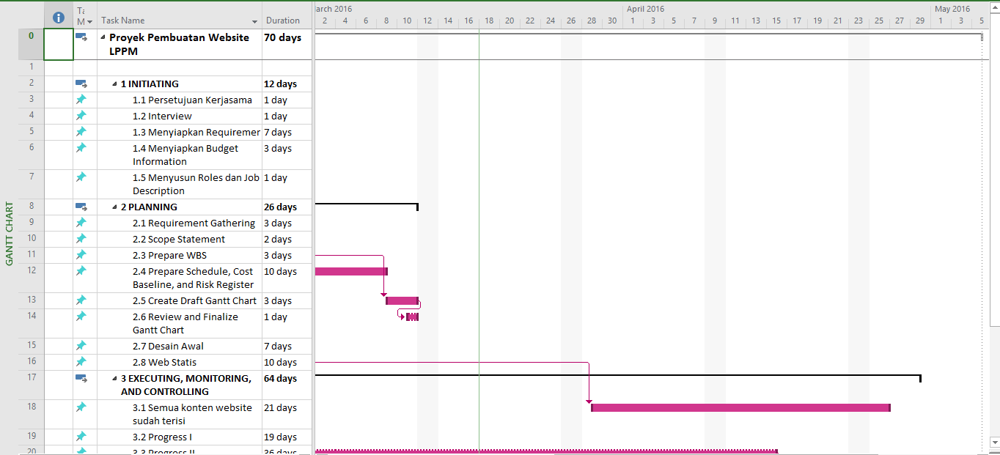 arch 2016 April 2016 May 2016
M Task Name Duration 2 4 6 8 10 12 14 16 18 20 22 24 26 28 30 1 3 5 7 9 11 13 15 17 19 21 23 25 27 29 1 3 5
0 Proyek Pembuatan Website 70 days
LPPM
1
2 1 INITIATING 12 days
3 1.1 Persetujuan Kerjasama 1 day
4 1.2 Interview 1 day
5 1.3 Menyiapkan Requiremer 7 days
6 1.4 Menyiapkan Budget 3 days
Information
7 1.5 Menyusun Roles dan Job 1 day
Description
8 2 PLANNING 26 days
9 2.1 Requirement Gathering 3 days
10 2.2 Scope Statement 2 days
11 2.3 Prepare WBS 3 days
12 2.4 Prepare Schedule, Cost 10 days
Baseline, and Risk Register
13 2.5 Create Draft Gantt Chart 3 days
14 2.6 Review and Finalize 1 day
Gantt Chart
15 2.7 Desain Awal 7 days
16 2.8 Web Statis 10 days
17 3 EXECUTING, MONITORING, 64 days
AND CONTROLLING
18 3.1 Semua konten website 21 days
sudah terisi
19 3.2 Progress I 19 days
20 3.3 Progress II 36 days
GANTT CHART